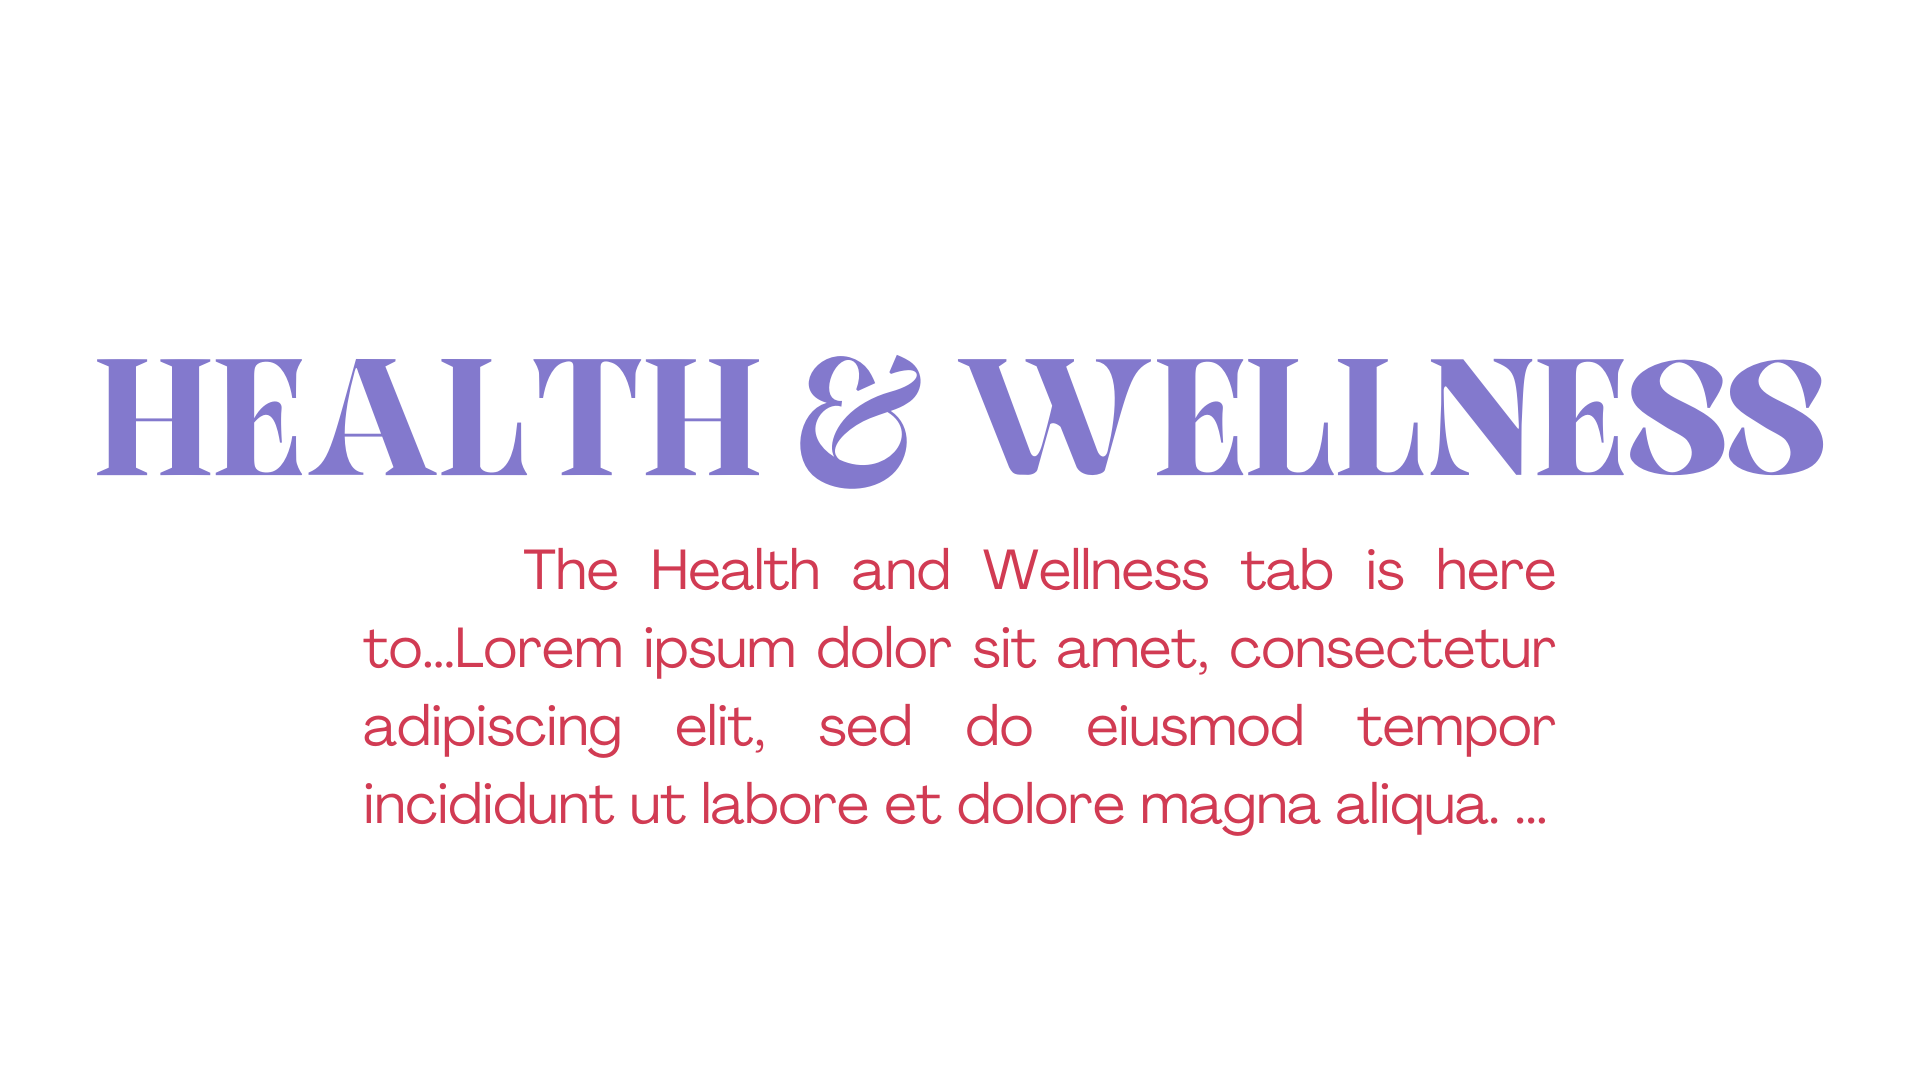 HEALTH & WELLNESS
The Health and Wellness tab is here
to...Lorem ipsum dolor sit amet, consectetur
adipiscing elit, sed do eiusmod tempor
incididunt ut labore et dolore magna aliqua. ...